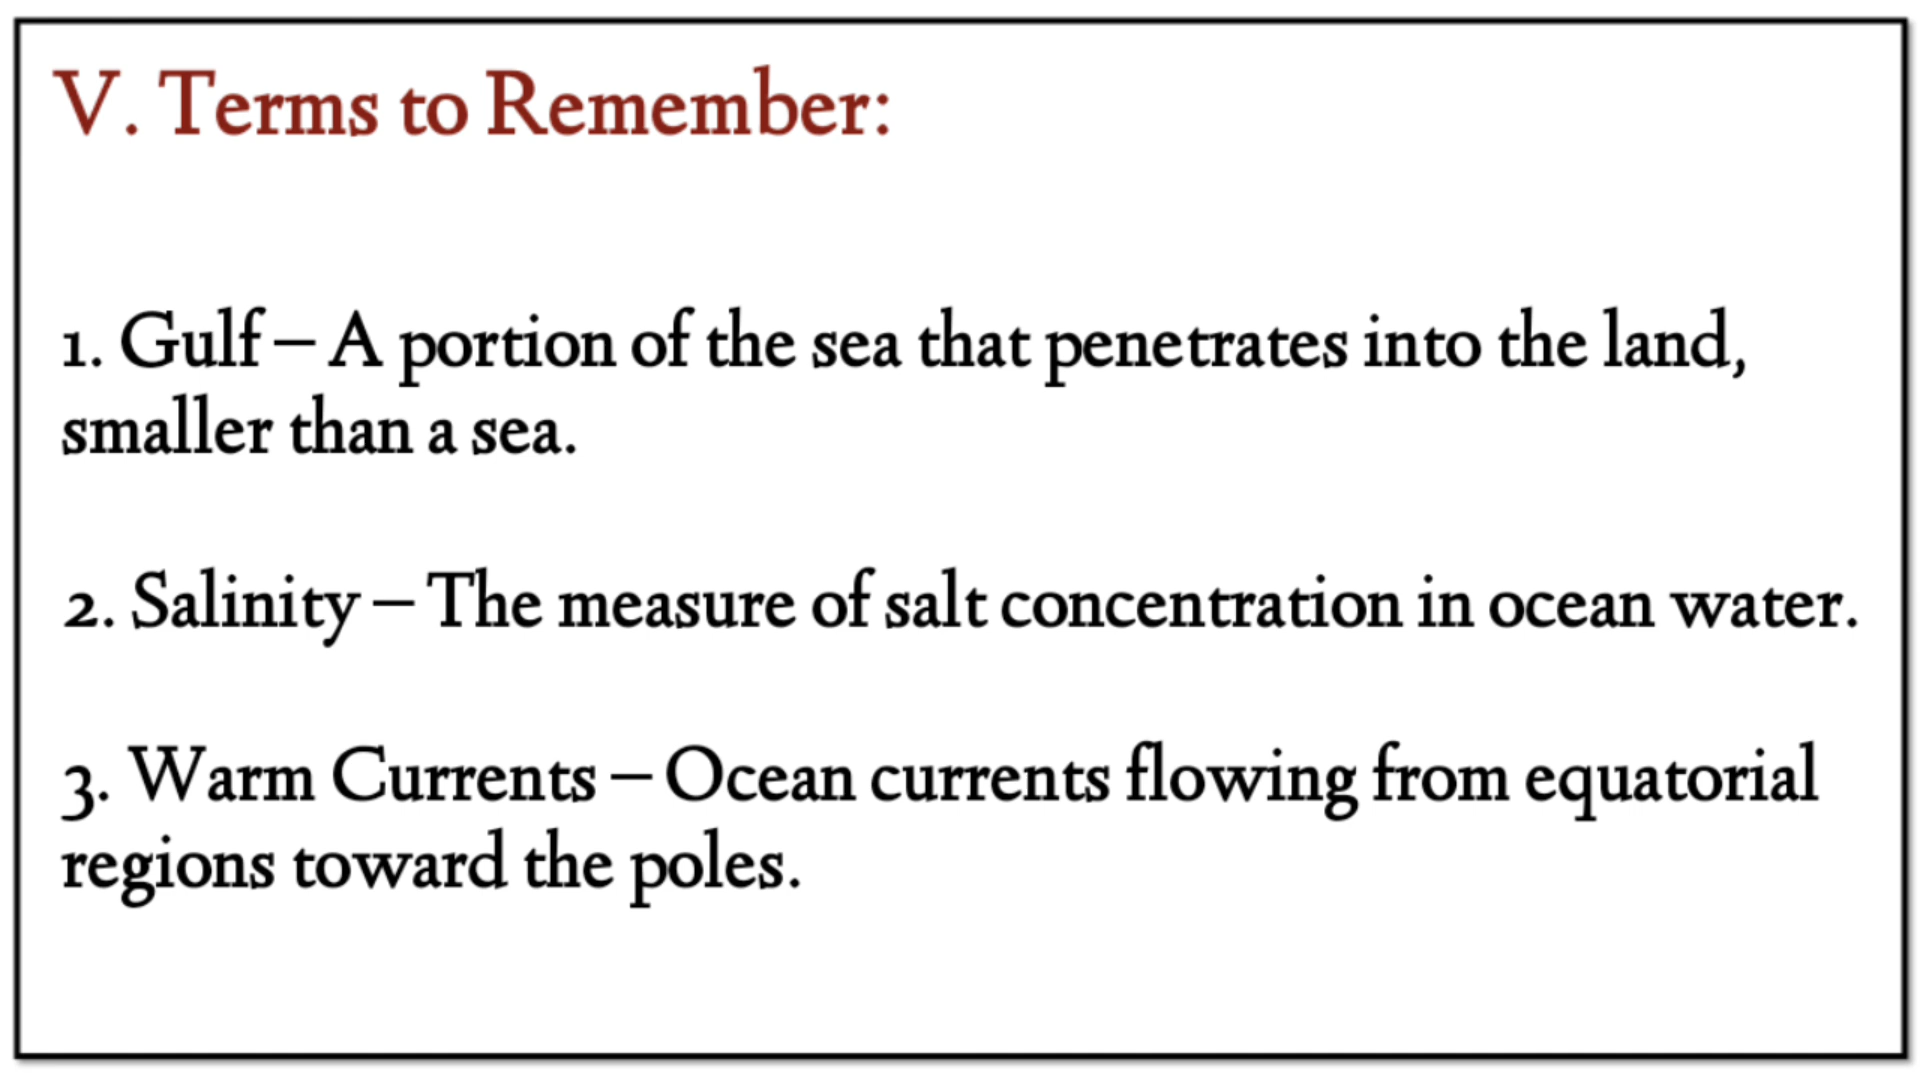 V. Terms to Remember:
1. Gulf – A portion of the sea that penetrates into the land,
smaller than a sea.
2. Salinity – The measure of salt concentration in ocean water.
3. Warm Currents – Ocean currents flowing from equatorial
regions toward the poles.